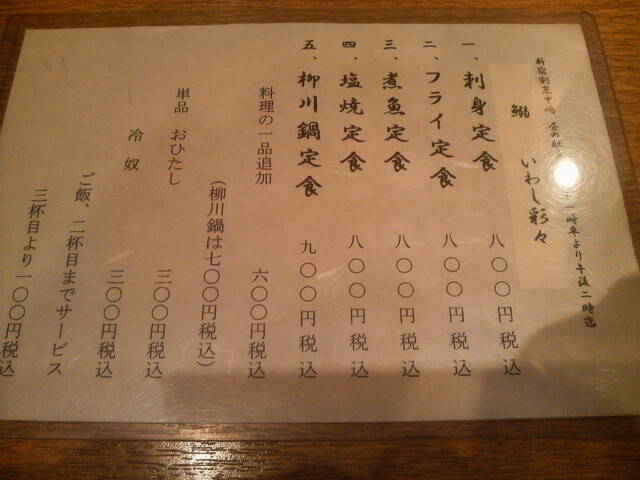 新宿割烹中嶋 昼の献 一時半より午後二時迄
鰯 いわし彩々
一、刺身定食 八〇〇円税込
二、フライ定食 八〇〇円税込
三、煮魚定食 八〇〇円税込
四、塩焼定食 八〇〇円税込
五、柳川鍋定食 九〇〇円税込
料理の一品追加 六〇〇円税込
(柳川鍋は七〇〇円税込)
単品 おひたし 三〇〇円税込
冷奴 三〇〇円税込
ご飯、二杯目までサービス
三杯目より一〇〇円税込